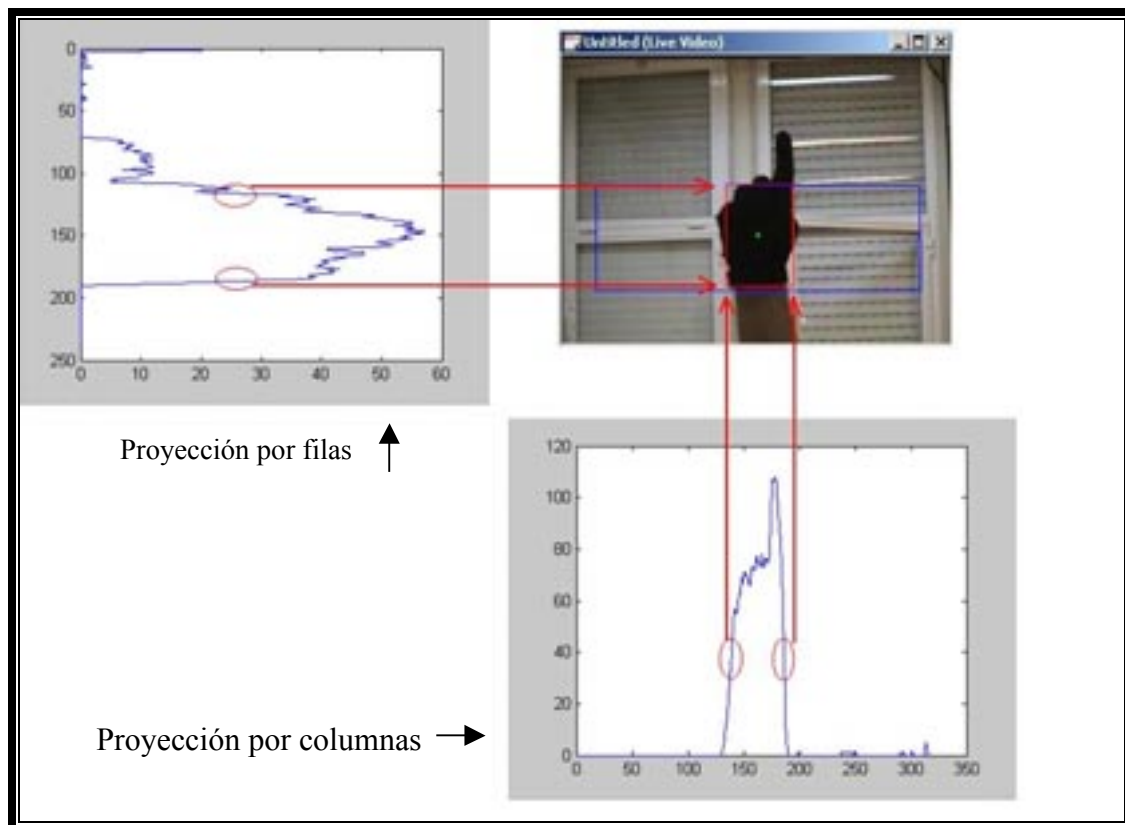 0
50
100
150
200
250
0 10 20 30 40 50 60
Untitled (Live Video)
Proyección por filas
120
100
80
60
40
20
0
0 50 100 150 200 250 300 350
Proyección por columnas